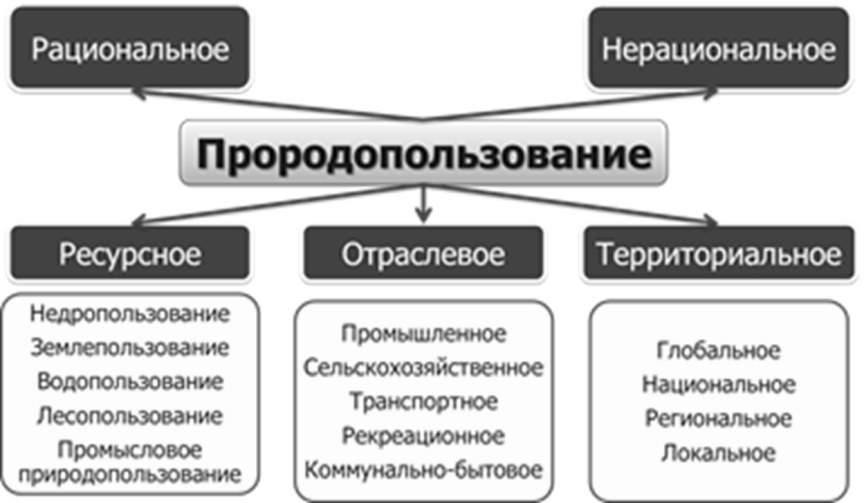 Рациональное
Нерациональное
Прородопользование
Ресурсное
Отраслевое
Территориальное
Недропользование
Землепользование
Водопользование
Лесопользование
Промысловое
природопользование
Промышленное
Сельскохозяйственное
Транспортное
Рекреационное
Коммунально-бытовое
Глобальное
Национальное
Региональное
Локальное